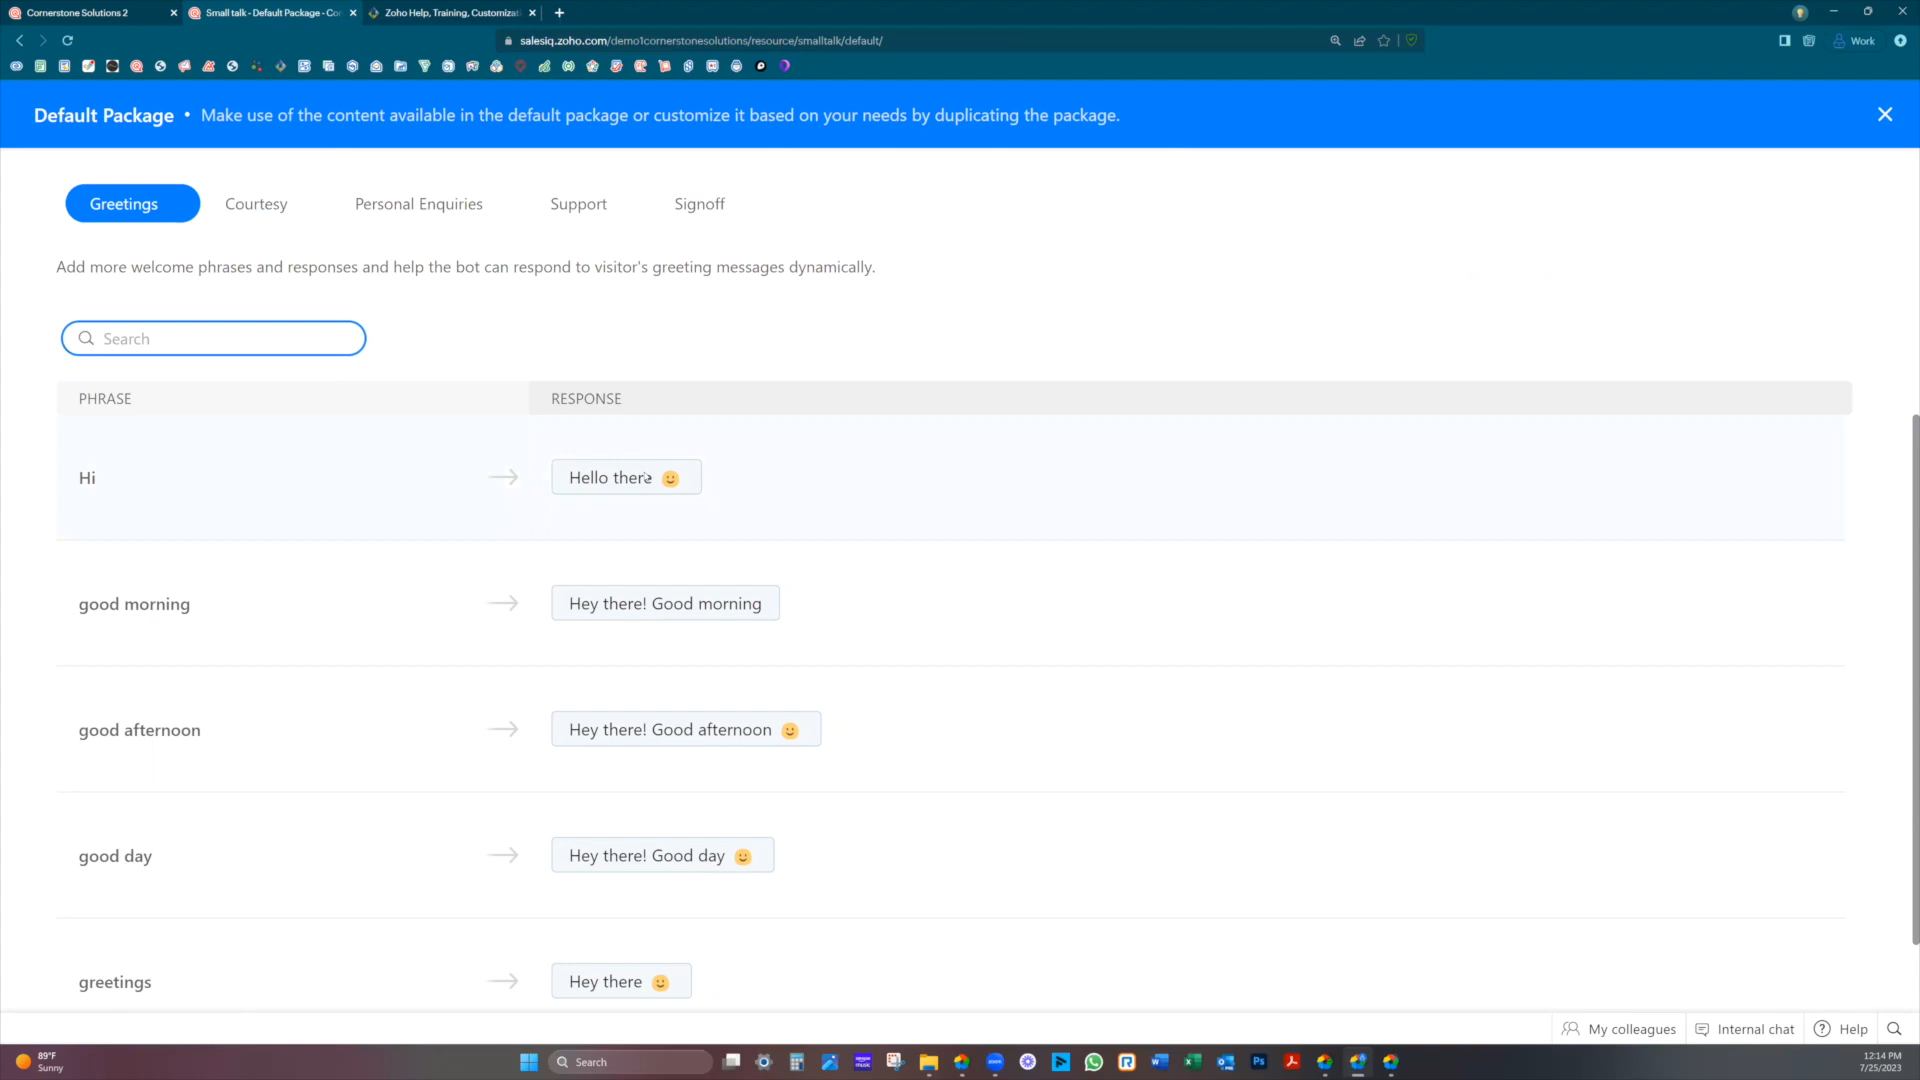 Cornerstone Solutions 2
Small talk - Default Package - Co
Zoho Help, Training, Customizat
salesiq.zoho.com/demo1cornerstonesolutions/resource/smalltalk/default/
Work
Default Package • Make use of the content available in the default package or customize it based on your needs by duplicating the package.
Greetings Courtesy Personal Enquiries Support Signoff
Add more welcome phrases and responses and help the bot can respond to visitor's greeting messages dynamically.
Search
PHRASE RESPONSE
Hi Hello there 🙂
good morning Hey there! Good morning
good afternoon Hey there! Good afternoon 🙂
good day Hey there! Good day 🙂
greetings Hey there 🙂
My colleagues Internal chat Help
89°F
Sunny
Search
12:14 PM
7/25/2023